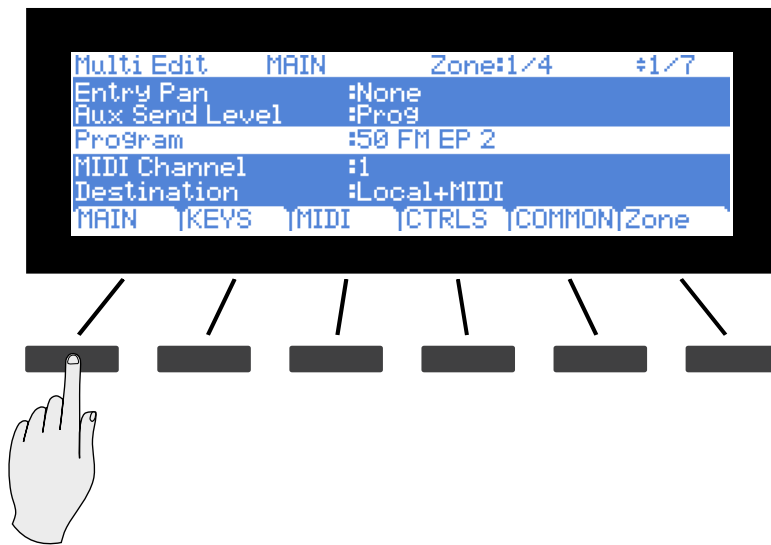 Multi Edit MAIN Zone:1/4 ⬍1/7
Entry Pan :None
Aux Send Level :Prog
Program :50 FM EP 2
MIDI Channel :1
Destination :Local+MIDI
MAIN KEYS MIDI CTRLS COMMON Zone